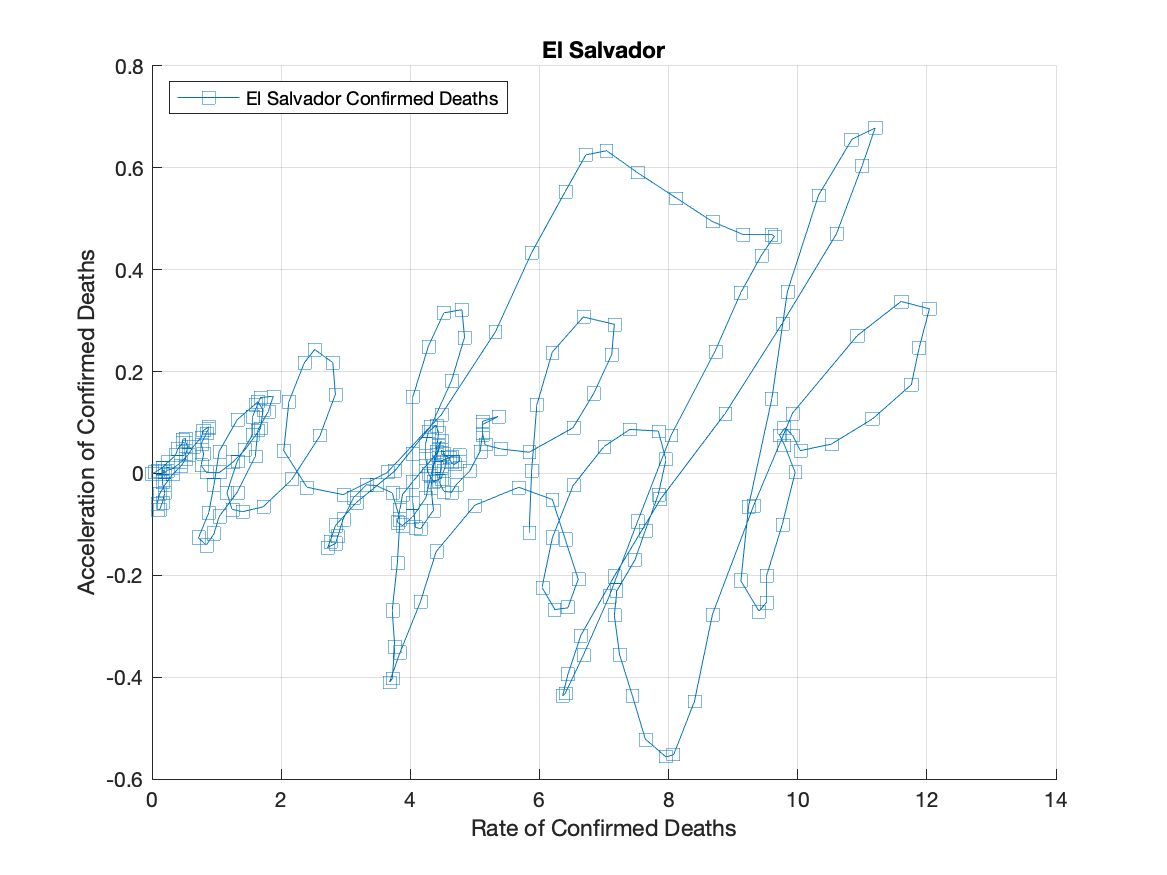 El Salvador
El Salvador Confirmed Deaths
Acceleration of Confirmed Deaths
0.8
0.6
0.4
0.2
0
-0.2
-0.4
-0.6
0 2 4 6 8 10 12 14
Rate of Confirmed Deaths